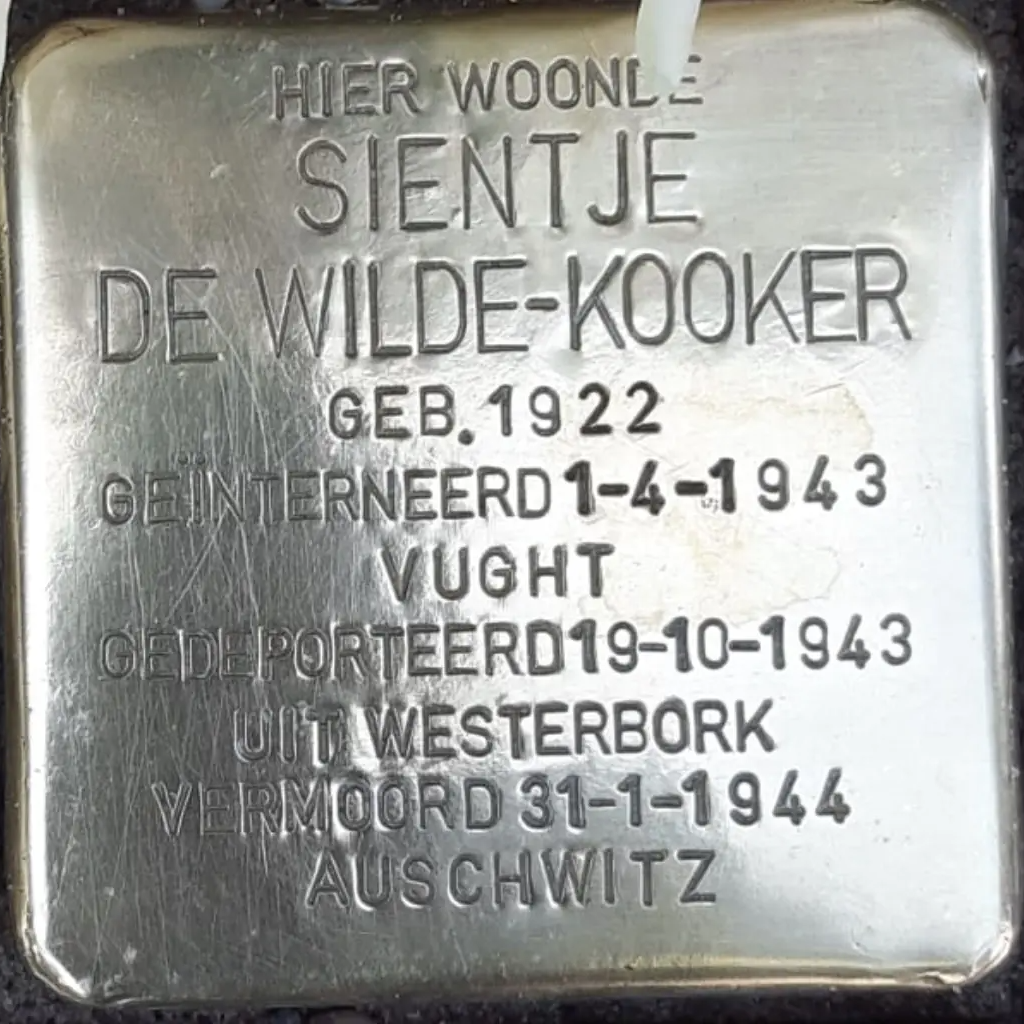 HIER WOONDE
SIENTJE
DE WILDE-KOOKER
GEB. 1922
GEÏNTERNEERD 1-4-1943
VUGHT
GEDEPORTEERD 19-10-1943
UIT WESTERBORK
VERMOORD 31-1-1944
AUSCHWITZ